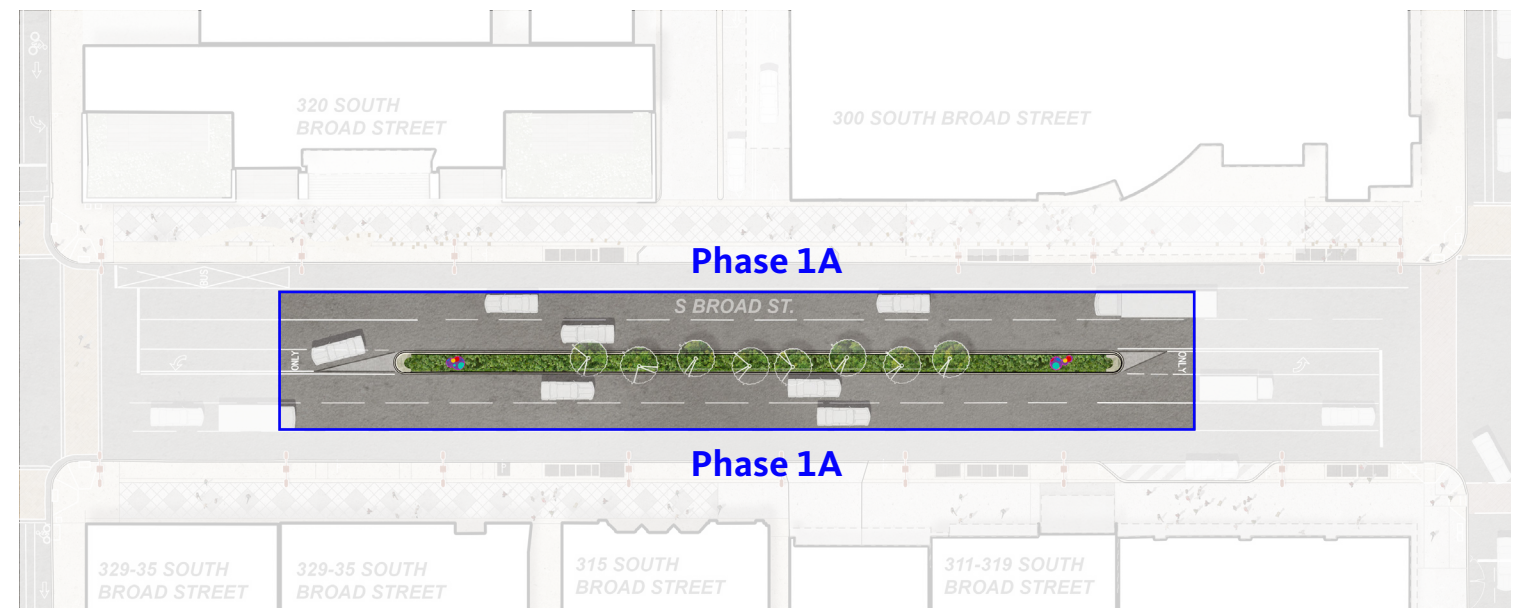 320 SOUTH
BROAD STREET
300 SOUTH BROAD STREET
Phase 1A
BUS
S BROAD ST.
ONLY
ONLY
Phase 1A
329-35 SOUTH
BROAD STREET
329-35 SOUTH
BROAD STREET
315 SOUTH
BROAD STREET
311-319 SOUTH
BROAD STREET